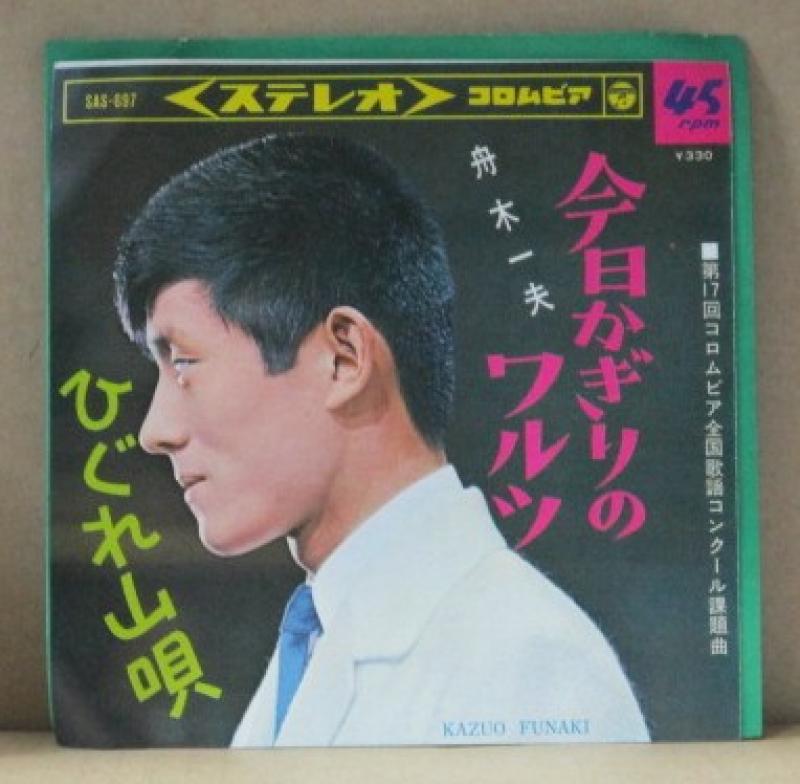 SAS-697
<ステレオ>
コロムビア
45
rpm
¥330
舟木一夫
今日かぎりの
ワルツ
■第17回コロムビア全国歌謡コンクール課題曲
ひぐれ山唄
KAZUO FUNAKI